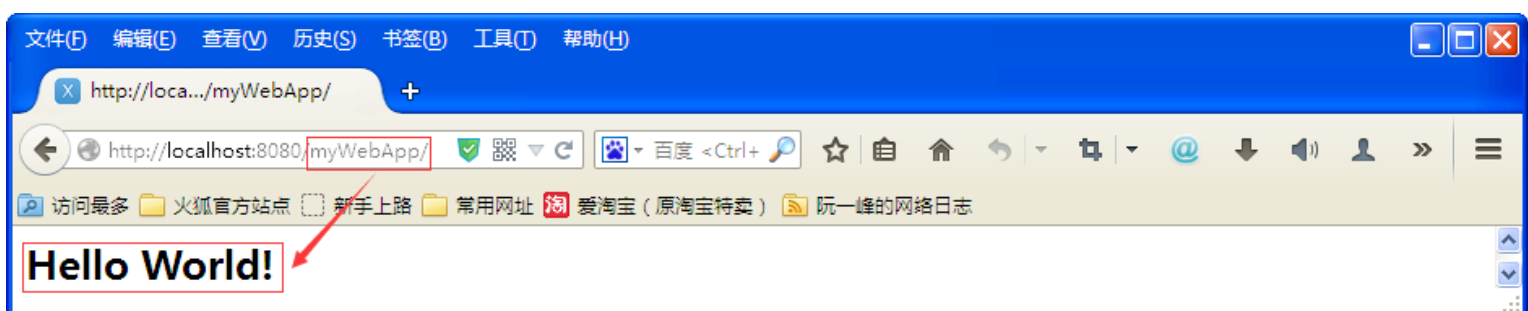 文件(F) 编辑(E) 查看(V) 历史(S) 书签(B) 工具(T) 帮助(H)
X http://loca.../myWebApp/ +
http://localhost:8080/myWebApp/ 百度 <Ctrl+
访问最多 火狐官方站点 新手上路 常用网址 淘 爱淘宝 (原淘宝特卖) 阮一峰的网络日志
Hello World!